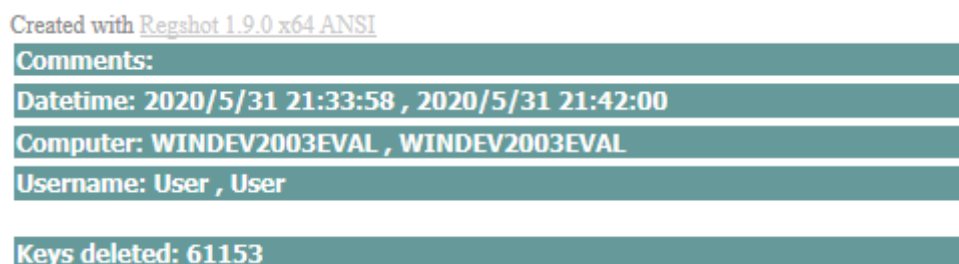 Created with Regshot 1.9.0 x64 ANSI
Comments:
Datetime: 2020/5/31 21:33:58 , 2020/5/31 21:42:00
Computer: WINDEV2003EVAL , WINDEV2003EVAL
Username: User , User
Keys deleted: 61153